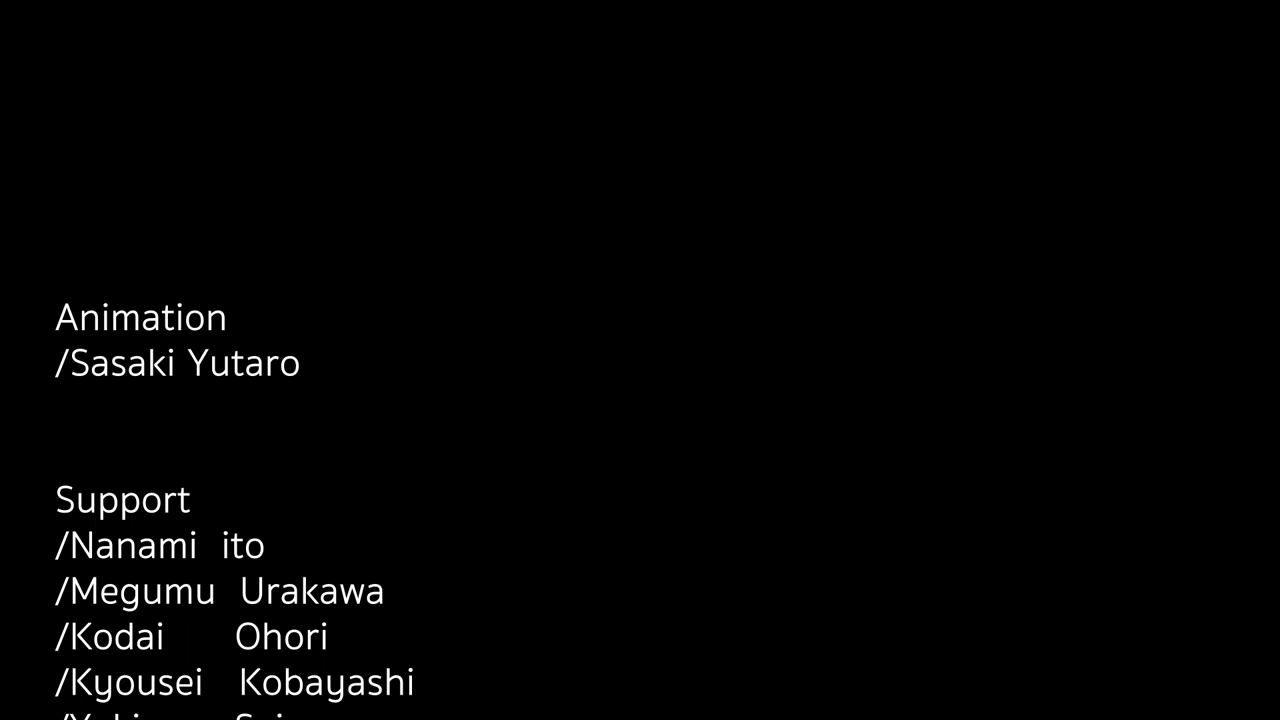 Animation
/Sasaki Yutaro
Support
/Nanami ito
/Megumu Urakawa
/Kodai Ohori
/Kyousei Kobayashi